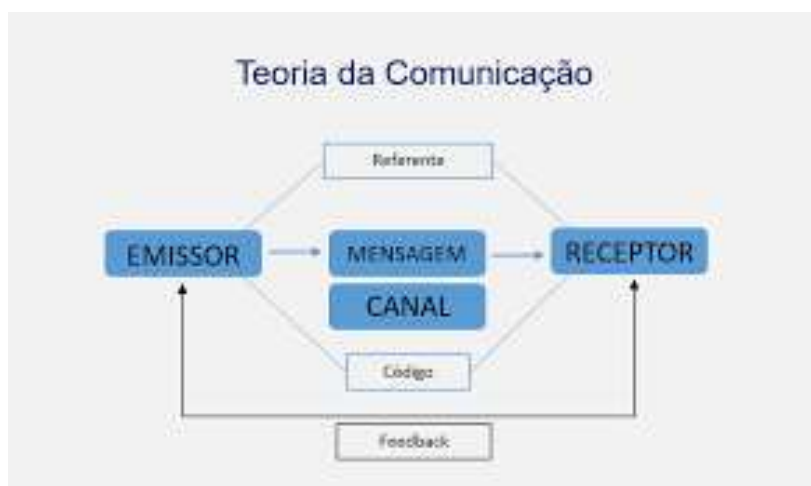 Teoria da Comunicação
Referente
EMISSOR
MENSAGEM
RECEPTOR
CANAL
Código
Feedback